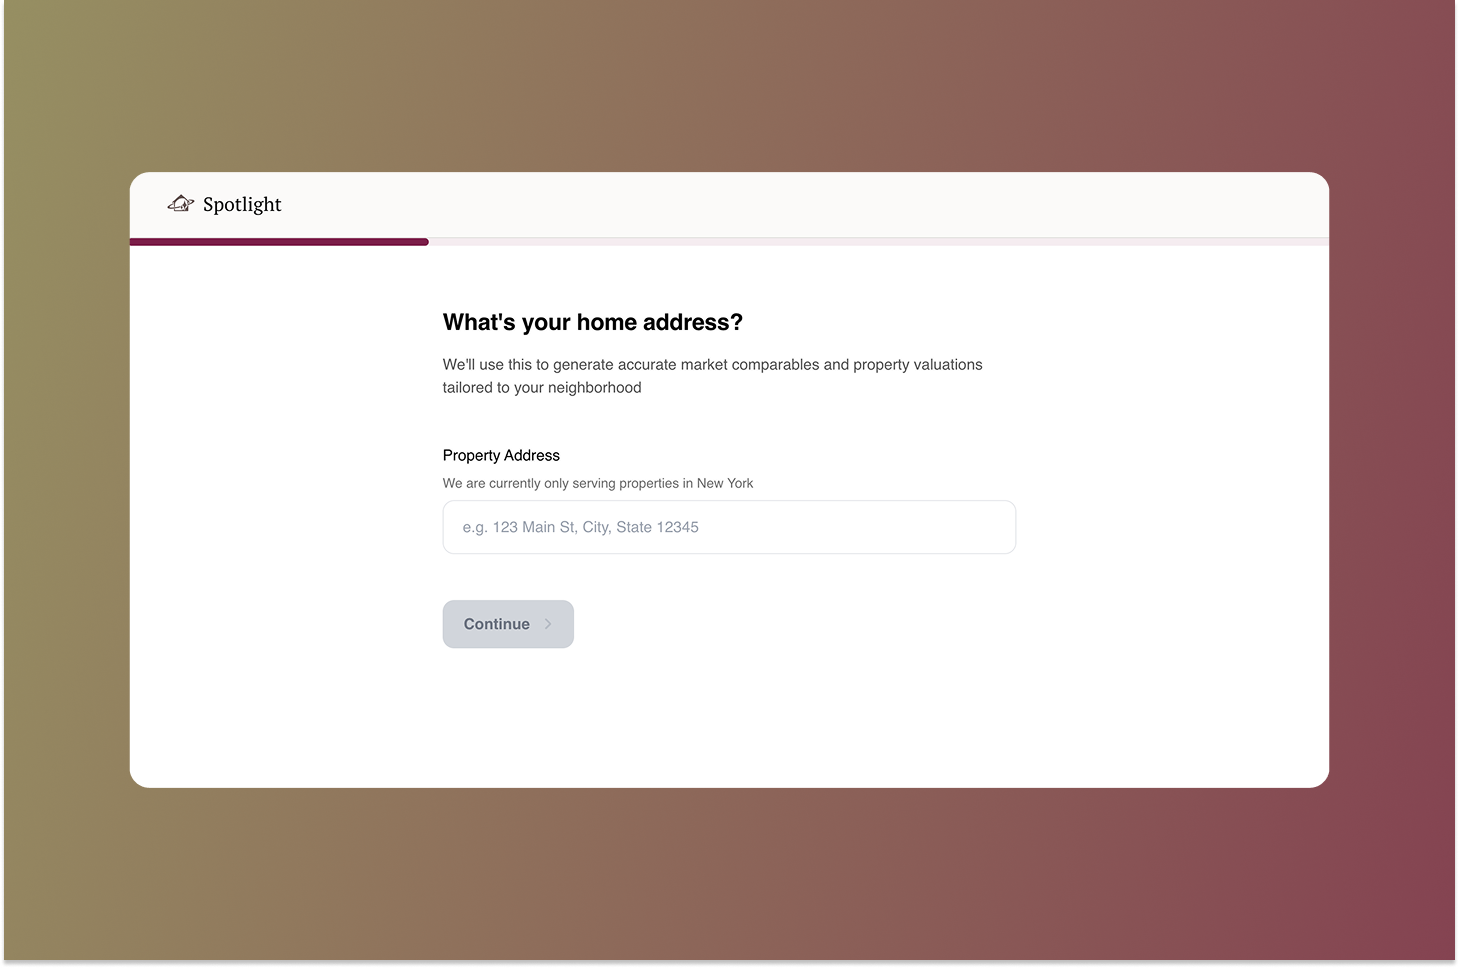 Spotlight
What's your home address?
We'll use this to generate accurate market comparables and property valuations
tailored to your neighborhood
Property Address
We are currently only serving properties in New York
e.g. 123 Main St, City, State 12345
Continue